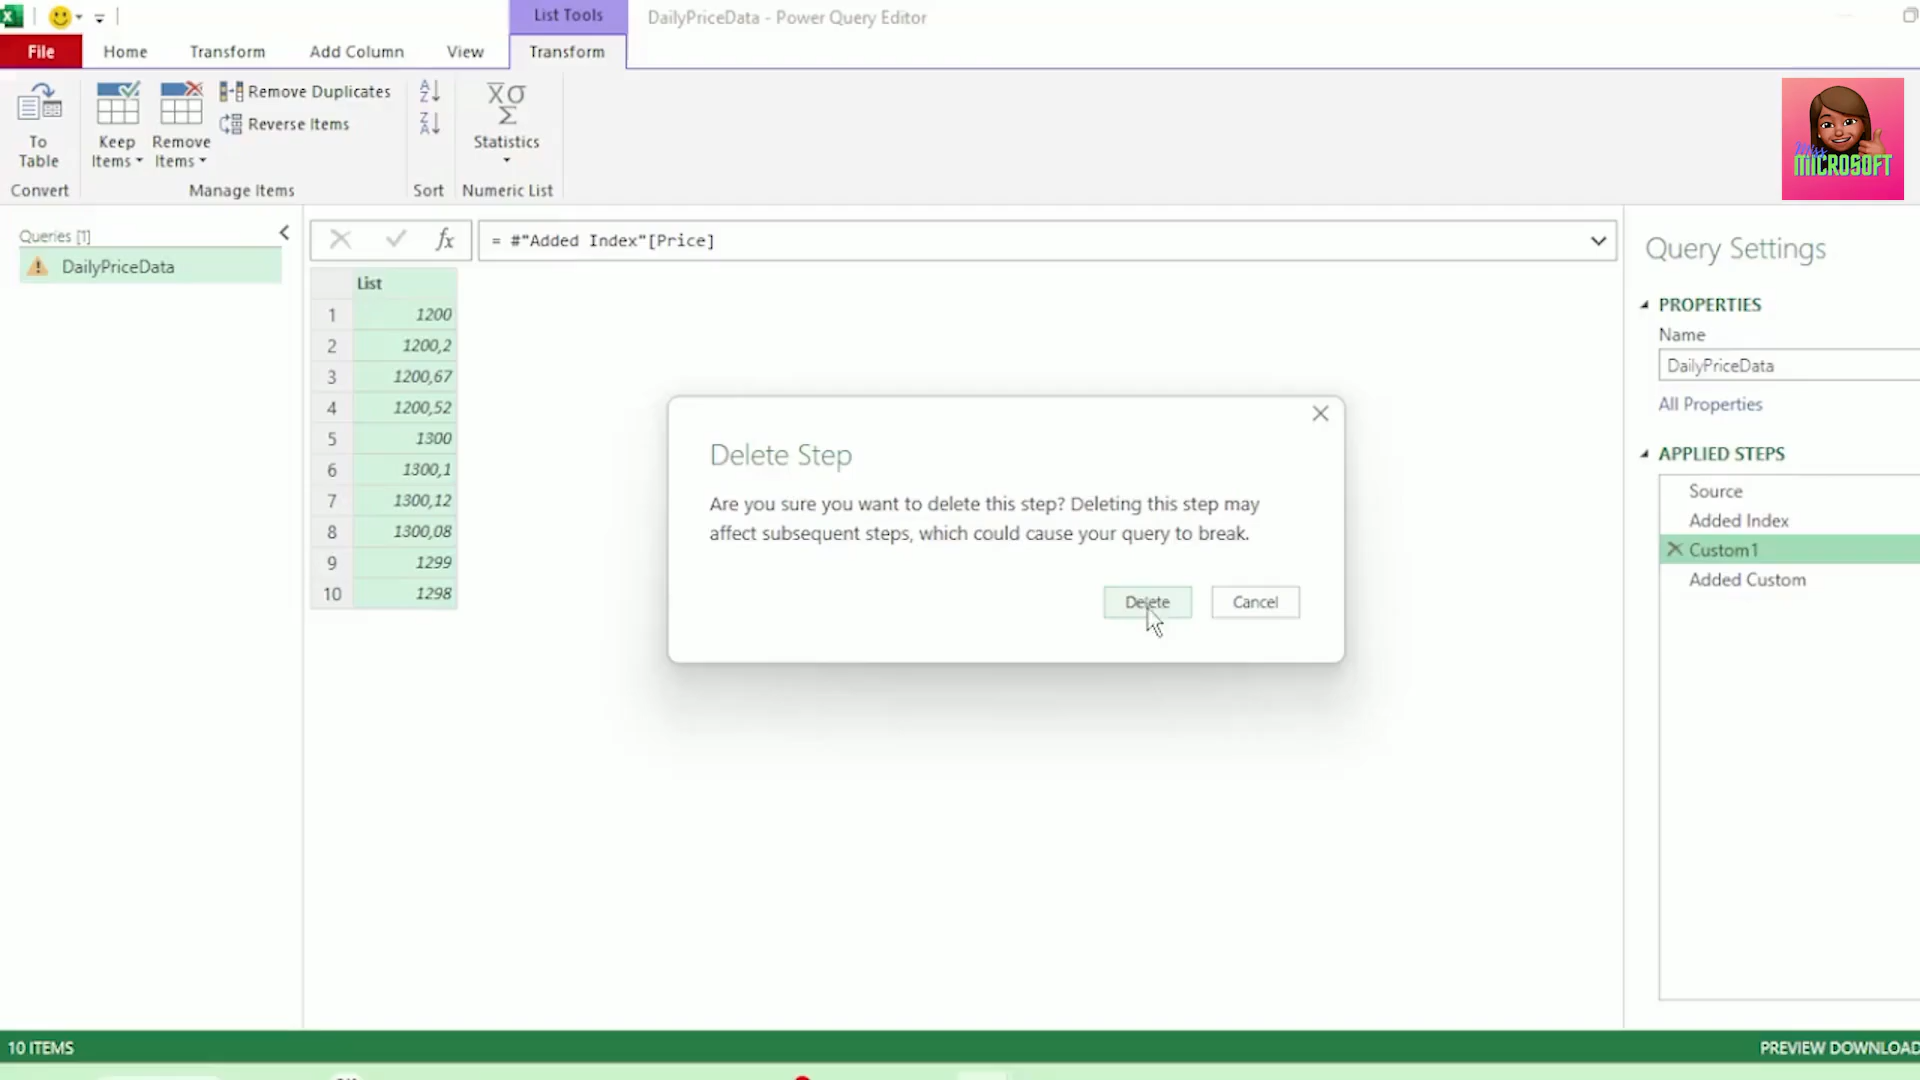 List Tools
DailyPriceData - Power Query Editor
File
Home
Transform
Add Column
View
Transform
To
Table
Keep
Items
Remove
Items
Remove Duplicates
Reverse Items
Statistics
Convert
Manage Items
Sort
Numeric List
Miss
MICROSOFT
Queries [1]
DailyPriceData
fx
= #"Added Index"[Price]
List
1 1200
2 1200,2
3 1200,67
4 1200,52
5 1300
6 1300,1
7 1300,12
8 1300,08
9 1299
10 1298
Delete Step
Are you sure you want to delete this step? Deleting this step may
affect subsequent steps, which could cause your query to break.
Delete
Cancel
Query Settings
PROPERTIES
Name
DailyPriceData
All Properties
APPLIED STEPS
Source
Added Index
Custom1
Added Custom
10 ITEMS
PREVIEW DOWNLOAD